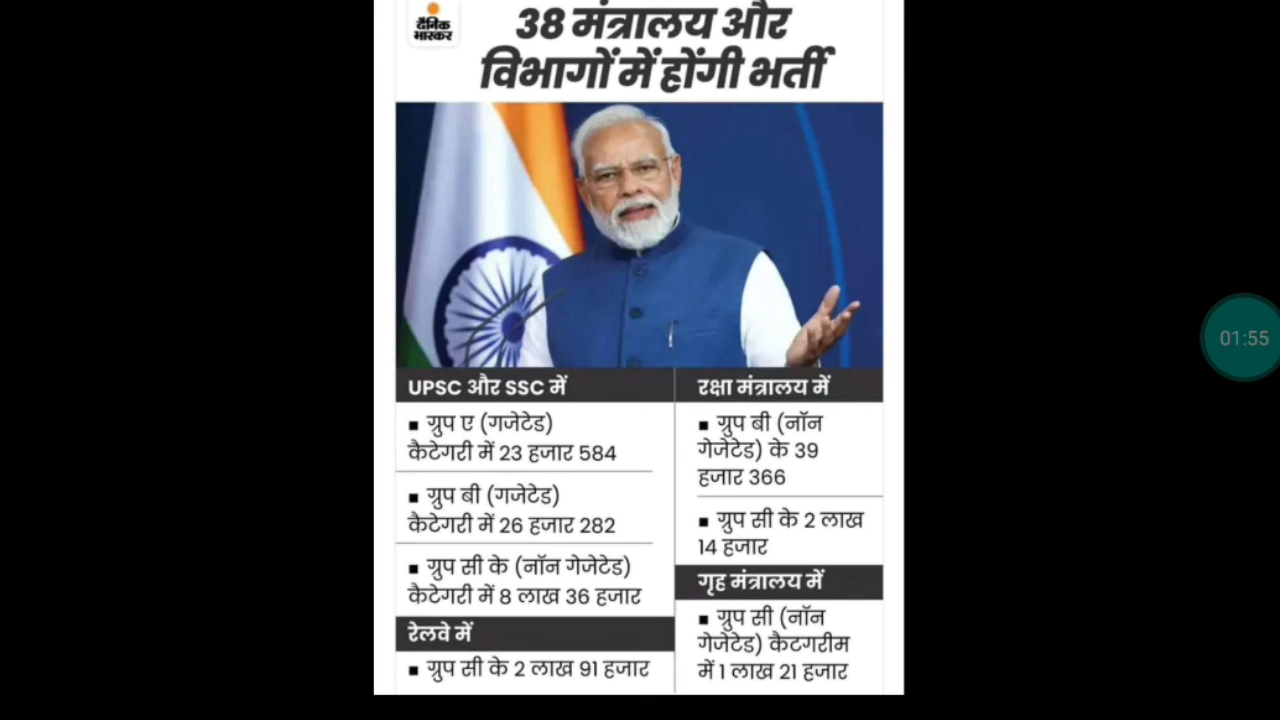 दैनिक
भास्कर
38 मंत्रालय और
विभागों में होंगी भर्ती
UPSC और SSC में
▪ ग्रुप ए (गजेटेड)
कैटेगरी में 23 हजार 584
▪ ग्रुप बी (गजेटेड)
कैटेगरी में 26 हजार 282
▪ ग्रुप सी के (नॉन गेजेटेड)
कैटेगरी में 8 लाख 36 हजार
रेलवे में
▪ ग्रुप सी के 2 लाख 91 हजार
रक्षा मंत्रालय में
▪ ग्रुप बी (नॉन
गेजेटेड) के 39
हजार 366
▪ ग्रुप सी के 2 लाख
14 हजार
गृह मंत्रालय में
▪ ग्रुप सी (नॉन
गेजेटेड) कैटगरीम
में 1 लाख 21 हजार
01:55